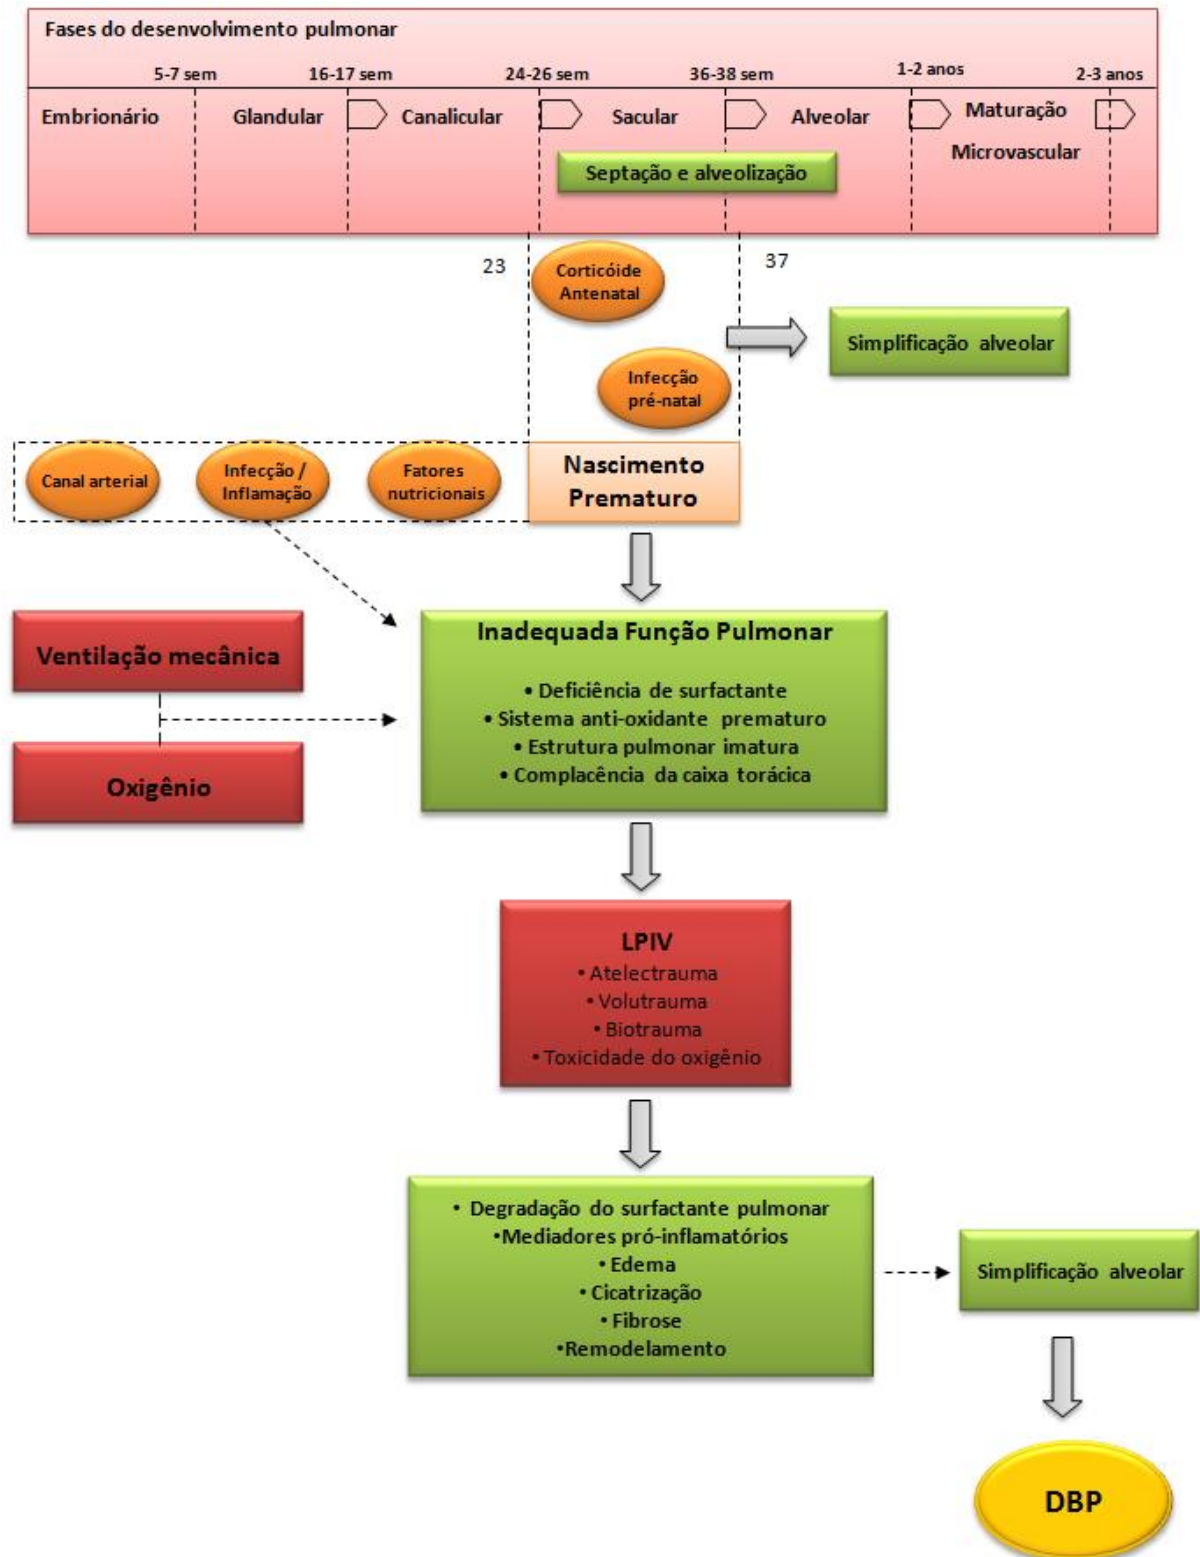 Fases do desenvolvimento pulmonar
5-7 sem
16-17 sem
24-26 sem
36-38 sem
1-2 anos
2-3 anos
Embrionário
Glandular
Canalicular
Sacular
Alveolar
Maturação
Microvascular
Septação e alveolização
23
37
Corticóide
Antenatal
Simplificação alveolar
Infecção
pré-natal
Canal arterial
Infecção /
Inflamação
Fatores
nutricionais
Nascimento
Prematuro
Ventilação mecânica
Oxigênio
Inadequada Função Pulmonar
• Deficiência de surfactante
• Sistema anti-oxidante prematuro
• Estrutura pulmonar imatura
• Complacência da caixa torácica
LPIV
• Atelectrauma
• Volutrauma
• Biotrauma
• Toxicidade do oxigênio
• Degradação do surfactante pulmonar
•Mediadores pró-inflamatórios
• Edema
• Cicatrização
• Fibrose
•Remodelamento
Simplificação alveolar
DBP